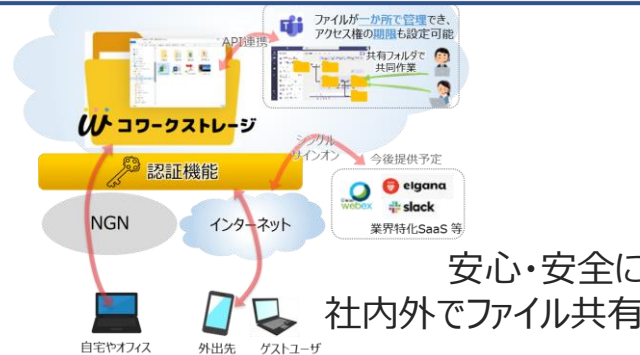 ファイルが一か所で管理でき、
アクセス権の期限も設定可能
API連携
共有フォルダで
共同作業
コワークストレージ
シングル
サインオン
認証機能
今後提供予定
webex
elgana
slack
業界特化SaaS 等
NGN
インターネット
安心・安全に
社内外でファイル共有
自宅やオフィス
外出先
ゲストユーザ